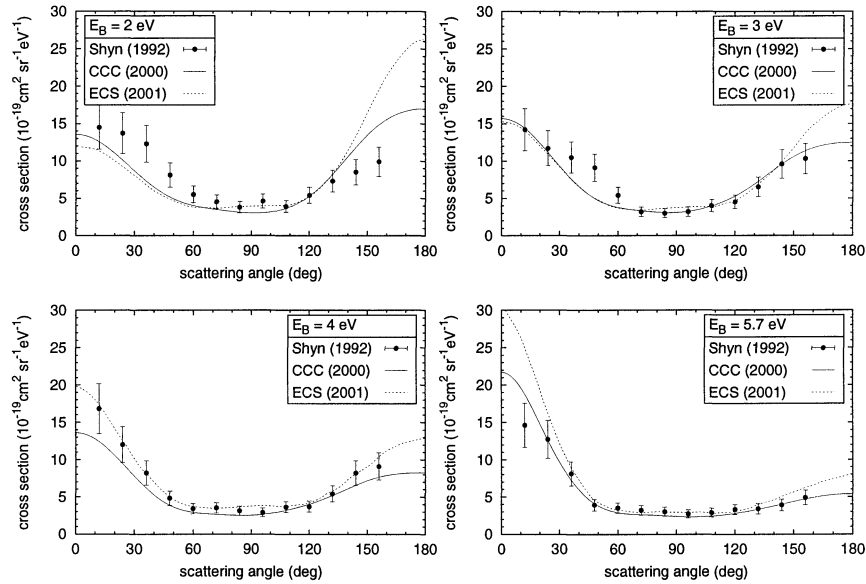 E_B = 2 eV
Shyn (1992)
CCC (2000)
ECS (2001)
cross section (10^-19 cm^2 sr^-1 eV^-1)
30
25
20
15
10
5
0
0 30 60 90 120 150 180
scattering angle (deg)
E_B = 3 eV
Shyn (1992)
CCC (2000)
ECS (2001)
cross section (10^-19 cm^2 sr^-1 eV^-1)
30
25
20
15
10
5
0
0 30 60 90 120 150 180
scattering angle (deg)
E_B = 4 eV
Shyn (1992)
CCC (2000)
ECS (2001)
cross section (10^-19 cm^2 sr^-1 eV^-1)
30
25
20
15
10
5
0
0 30 60 90 120 150 180
scattering angle (deg)
E_B = 5.7 eV
Shyn (1992)
CCC (2000)
ECS (2001)
cross section (10^-19 cm^2 sr^-1 eV^-1)
30
25
20
15
10
5
0
0 30 60 90 120 150 180
scattering angle (deg)